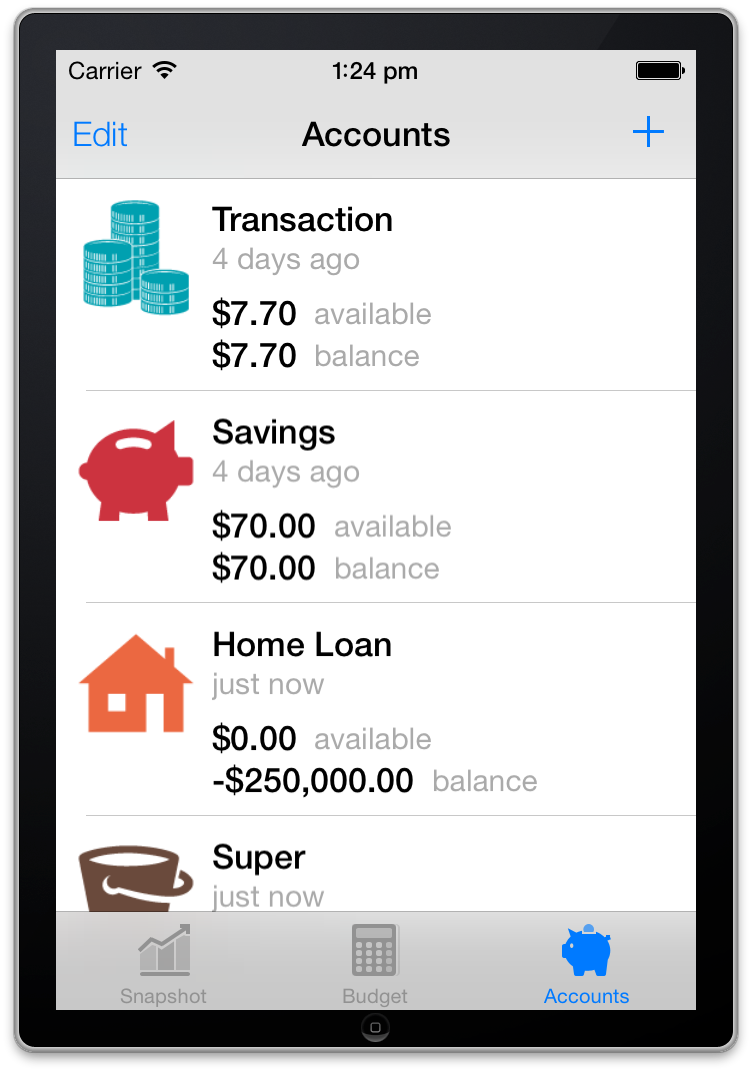 Carrier 1:24 pm
Edit Accounts +
Transaction
4 days ago
$7.70 available
$7.70 balance
Savings
4 days ago
$70.00 available
$70.00 balance
Home Loan
just now
$0.00 available
-$250,000.00 balance
Super
just now
Snapshot Budget Accounts